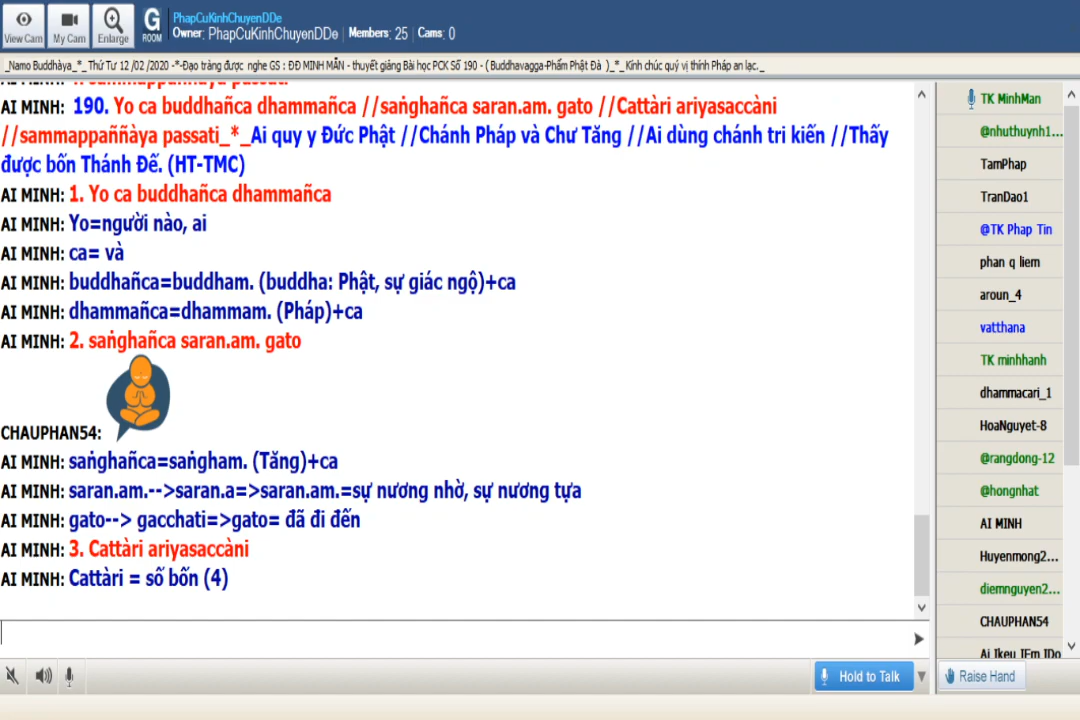 PhapCuKinhChuyenDDe
Owner: PhapCuKinhChuyenDDe | Members: 25 | Cams: 0
View Cam
My Cam
Enlarge
G
ROOM
_Namo Buddhàya_*_ Thứ Tư 12 /02 /2020 -*-Đạo tràng được nghe GS : ĐĐ MINH MẪN - thuyết giảng Bài học PCK Số 190 - ( Buddhavagga-Phẩm Phật Đà )_*_ Kính chúc quý vị thính Pháp an lạc._
AI MINH: 190. Yo ca buddhañca dhammañca //saṅghañca saran.am. gato //Cattàri ariyasaccàni
//sammappaññàya passati_*_Ai quy y Đức Phật //Chánh Pháp và Chư Tăng //Ai dùng chánh tri kiến //Thấy
được bốn Thánh Đế. (HT-TMC)
AI MINH: 1. Yo ca buddhañca dhammañca
AI MINH: Yo=người nào, ai
AI MINH: ca= và
AI MINH: buddhañca=buddham. (buddha: Phật, sự giác ngộ)+ca
AI MINH: dhammañca=dhammam. (Pháp)+ca
AI MINH: 2. saṅghañca saran.am. gato
CHAUPHAN54:
AI MINH: saṅghañca=saṅgham. (Tăng)+ca
AI MINH: saran.am.-->saran.a=>saran.am.=sự nương nhờ, sự nương tựa
AI MINH: gato--> gacchati=>gato= đã đi đến
AI MINH: 3. Cattàri ariyasaccàni
AI MINH: Cattàri = số bốn (4)
TK MinhMan
@nhuthuynh1...
TamPhap
TranDao1
@TK Phap Tin
phan q liem
aroun_4
vatthana
TK minhhanh
dhammacari_1
HoaNguyet-8
@rangdong-12
@hongnhat
AI MINH
Huyenmong2...
diemnguyen2...
CHAUPHAN54
Hold to Talk
Raise Hand